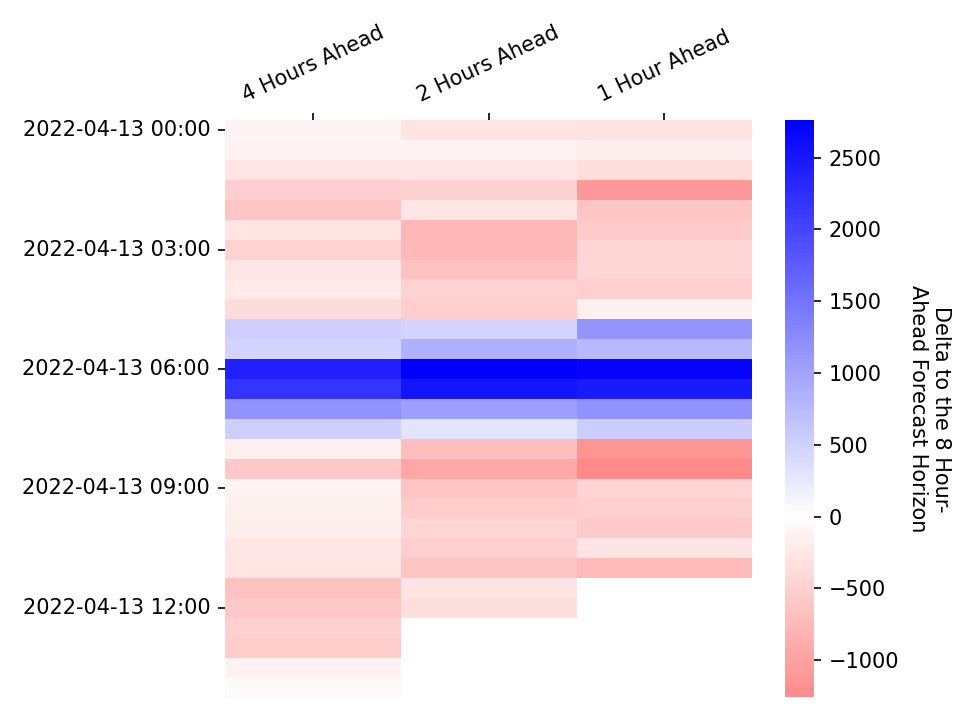 4 Hours Ahead
2 Hours Ahead
1 Hour Ahead
2022-04-13 00:00
2022-04-13 03:00
2022-04-13 06:00
2022-04-13 09:00
2022-04-13 12:00
2500
2000
1500
1000
500
0
−500
−1000
Delta to the 8 Hour-
Ahead Forecast Horizon